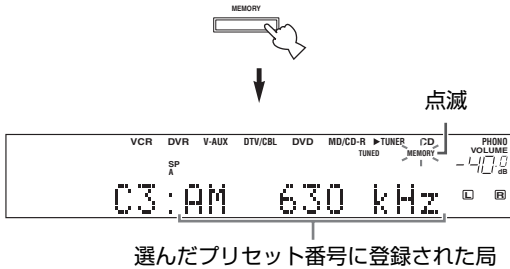 MEMORY
点滅
VCR DVR V-AUX DTV/CBL DVD MD/CD-R ▶TUNER CD PHONO
TUNED MEMORY VOLUME
SP
A
-40.0 dB
C3:AM 630 kHz L R
選んだプリセット番号に登録された局